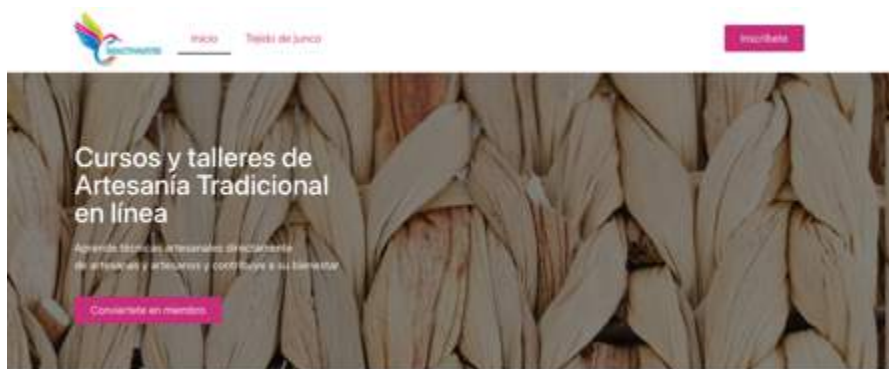 Inicio
Tejido de Junco
Inscríbete
Cursos y talleres de
Artesanía Tradicional
en línea
Aprende técnicas artesanales directamente
de artesanas y artesanos y contribuye a su bienestar
Conviertete en miembro